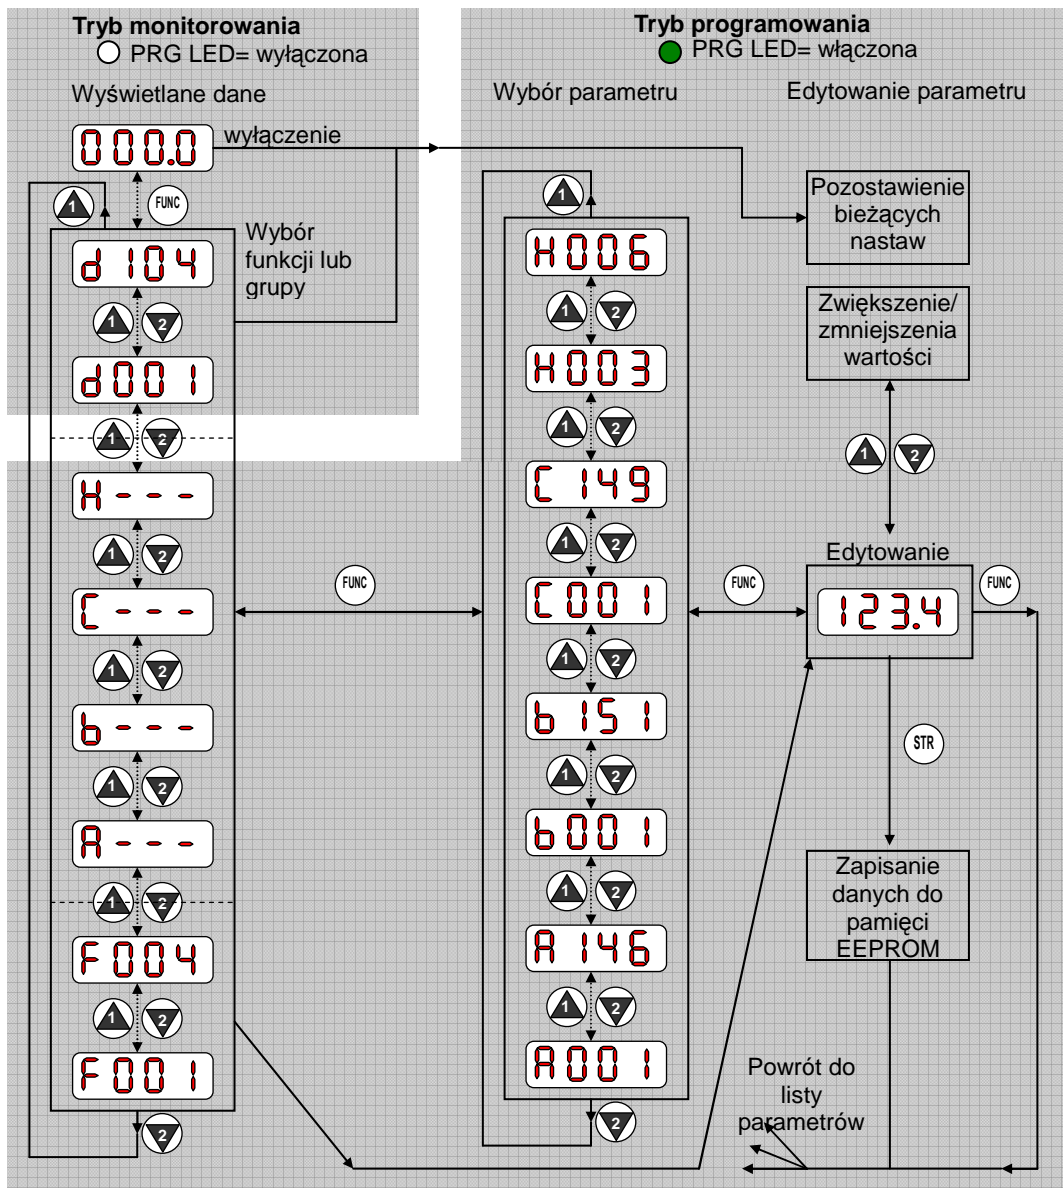 Tryb monitorowania
PRG LED= wyłączona
Wyświetlane dane
000.0
wyłączenie
1
FUNC
Wybór
funkcji lub
grupy
d104
1 2
d001
1 2
H---
1 2
C---
1 2
b---
1 2
A---
1 2
F004
1 2
F001
2
FUNC
Tryb programowania
PRG LED= włączona
Wybór parametru
1
H006
1 2
H003
1 2
C149
1 2
C001
1 2
b151
1 2
b001
1 2
A146
1 2
A001
2
FUNC
Edytowanie parametru
Pozostawienie
bieżących
nastaw
Zwiększenie/
zmniejszenia
wartości
1 2
Edytowanie
123.4
FUNC
STR
Zapisanie
danych do
pamięci
EEPROM
Powrót do
listy
parametrów